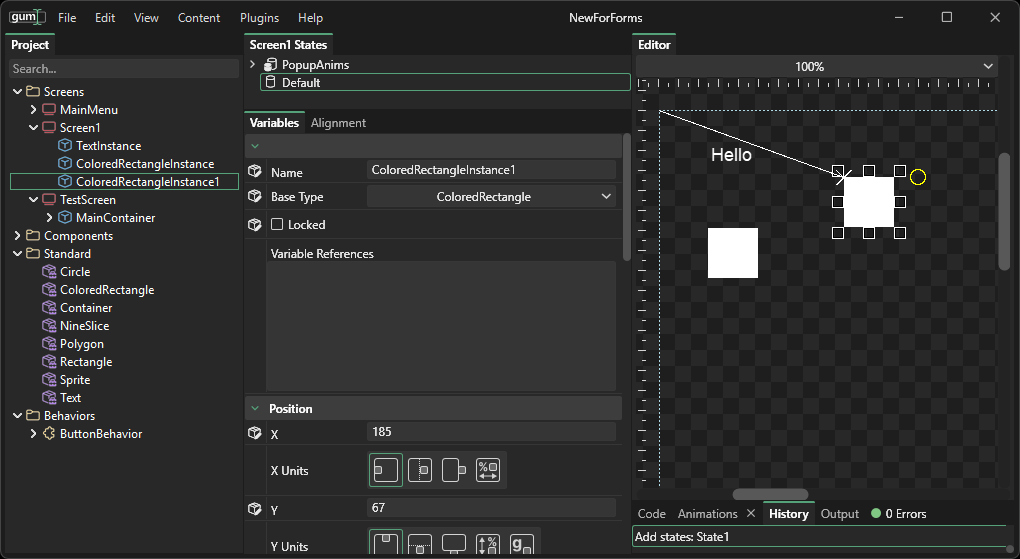 gum File Edit View Content Plugins Help NewForForms
Project
Search...
Screens
MainMenu
Screen1
TextInstance
ColoredRectangleInstance
ColoredRectangleInstance1
TestScreen
MainContainer
Components
Standard
Circle
ColoredRectangle
Container
NineSlice
Polygon
Rectangle
Sprite
Text
Behaviors
ButtonBehavior
Screen1 States
PopupAnims
Default
Variables Alignment
Name ColoredRectangleInstance1
Base Type ColoredRectangle
Locked
Variable References
Position
X 185
X Units %
Y 67
Y Units % g
Editor
100%
Hello
Code Animations History Output 0 Errors
Add states: State1